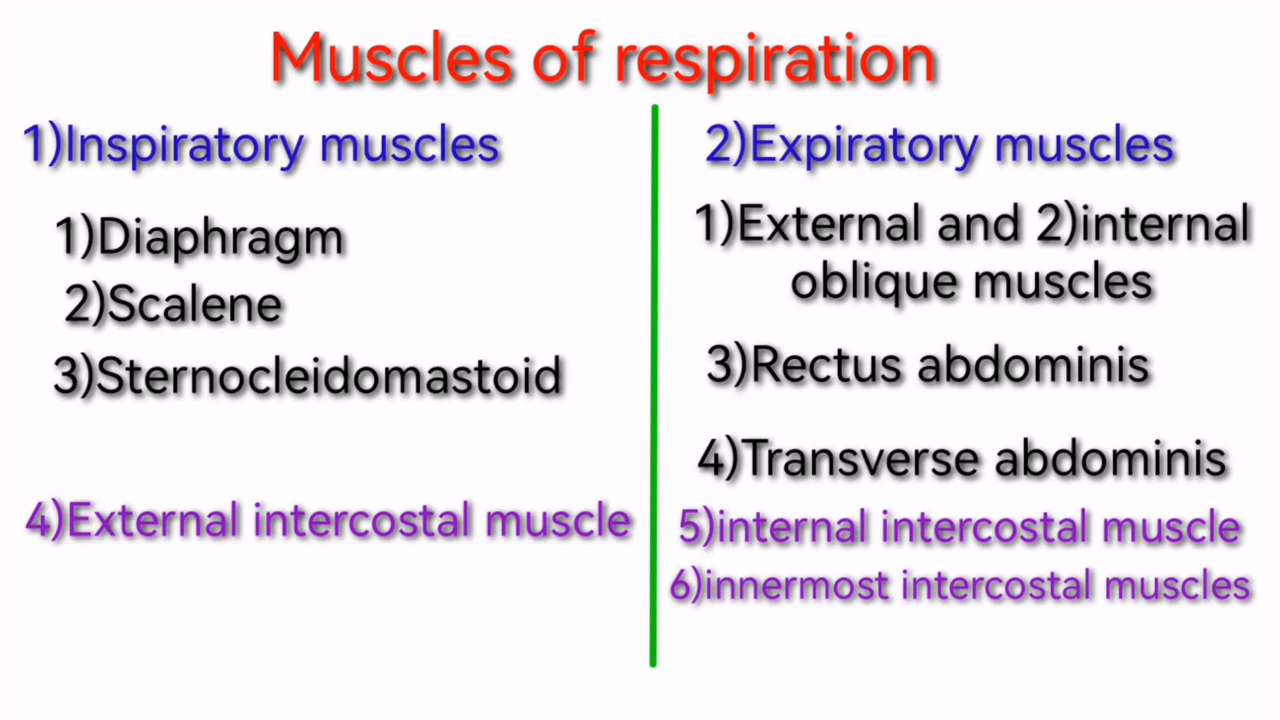 Muscles of respiration
1)Inspiratory muscles
1)Diaphragm
2)Scalene
3)Sternocleidomastoid
4)External intercostal muscle
2)Expiratory muscles
1)External and 2)internal
oblique muscles
3)Rectus abdominis
4)Transverse abdominis
5)internal intercostal muscle
6)innermost intercostal muscles